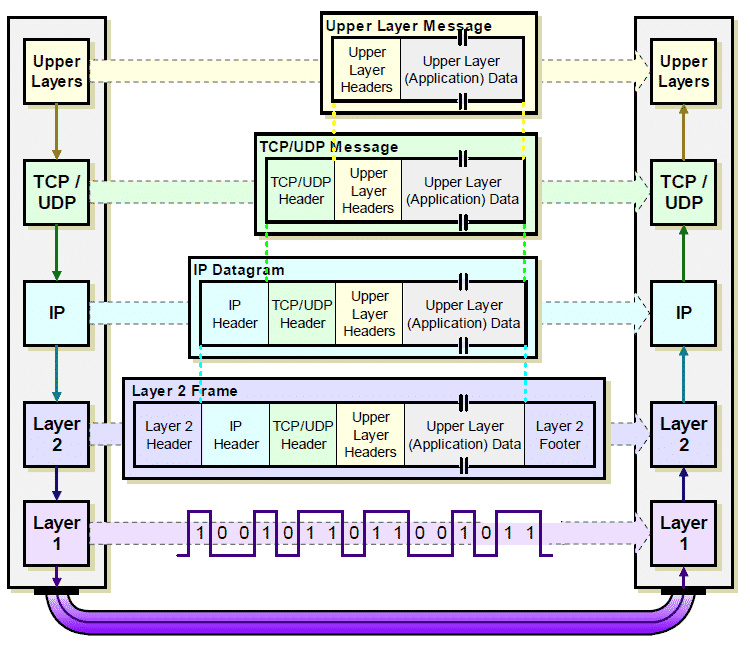 Upper Layer Message
Upper
Layers
Upper
Layer
Headers
Upper Layer
(Application) Data
Upper
Layers
TCP/UDP Message
TCP /
UDP
TCP/UDP
Header
Upper
Layer
Headers
Upper Layer
(Application) Data
TCP /
UDP
IP Datagram
IP
IP
Header
TCP/UDP
Header
Upper
Layer
Headers
Upper Layer
(Application) Data
IP
Layer 2 Frame
Layer
2
Layer 2
Header
IP
Header
TCP/UDP
Header
Upper
Layer
Headers
Upper Layer
(Application) Data
Layer 2
Footer
Layer
2
Layer
1
1 0 0 1 0 1 1 0 1 1 0 0 1 0 1 1
Layer
1